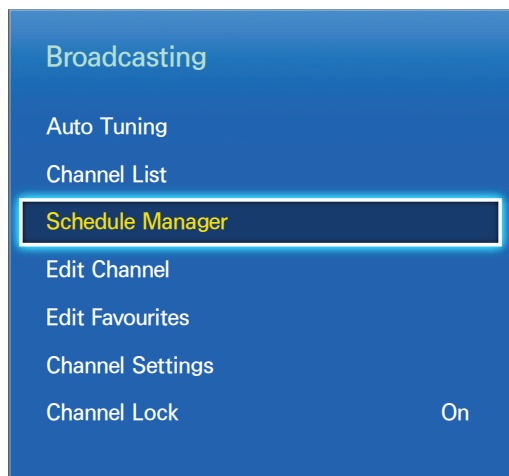 Broadcasting
Auto Tuning
Channel List
Schedule Manager
Edit Channel
Edit Favourites
Channel Settings
Channel Lock On